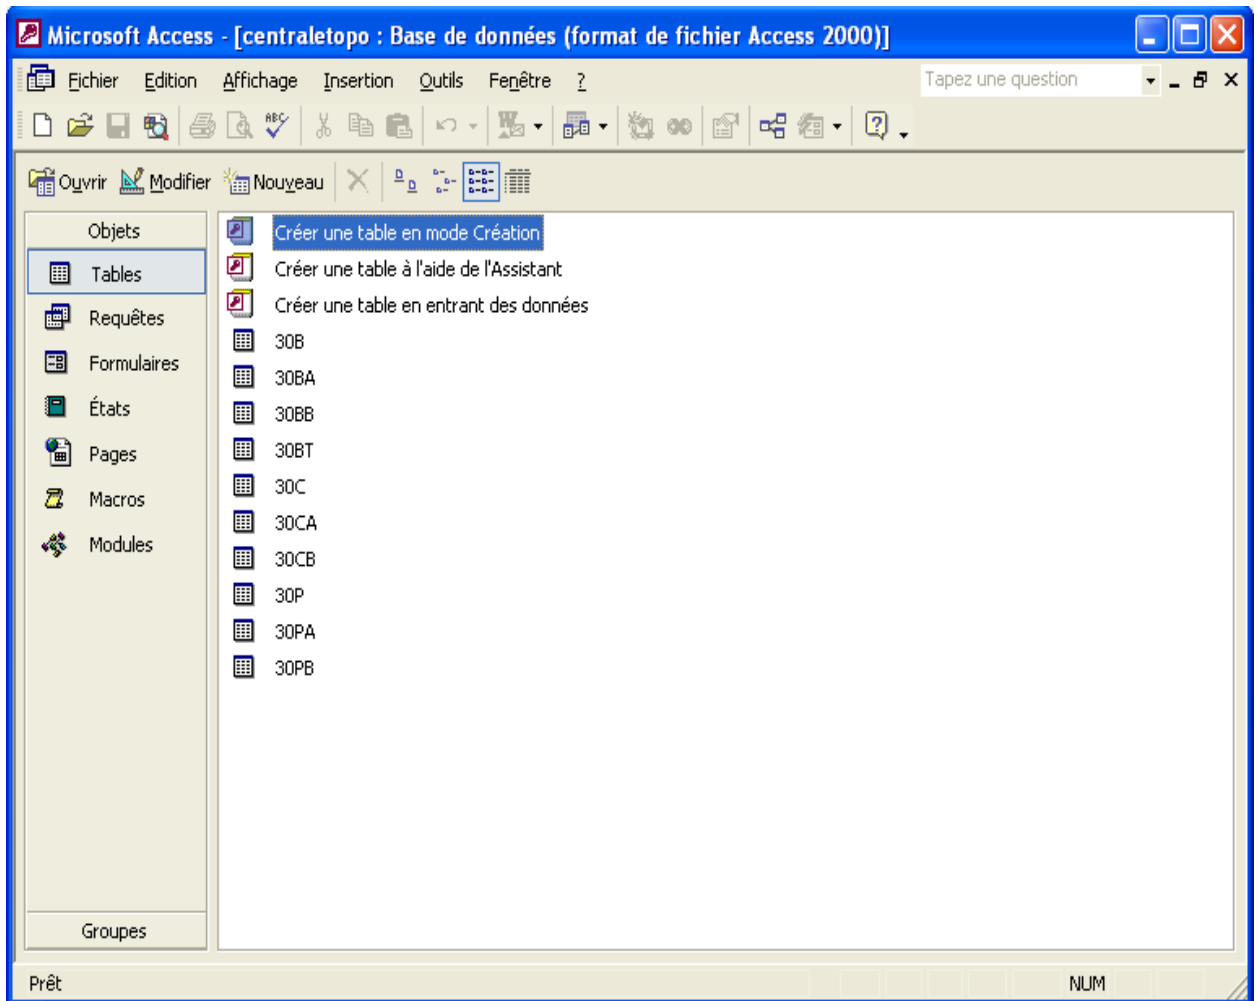 Microsoft Access - [centraletopo : Base de données (format de fichier Access 2000)]
Fichier Edition Affichage Insertion Outils Fenêtre ? Tapez une question
ABC
Ouvrir Modifier Nouveau
Objets
Tables
Requêtes
Formulaires
États
Pages
Macros
Modules
Groupes
Créer une table en mode Création
Créer une table à l'aide de l'Assistant
Créer une table en entrant des données
30B
30BA
30BB
30BT
30C
30CA
30CB
30P
30PA
30PB
Prêt NUM